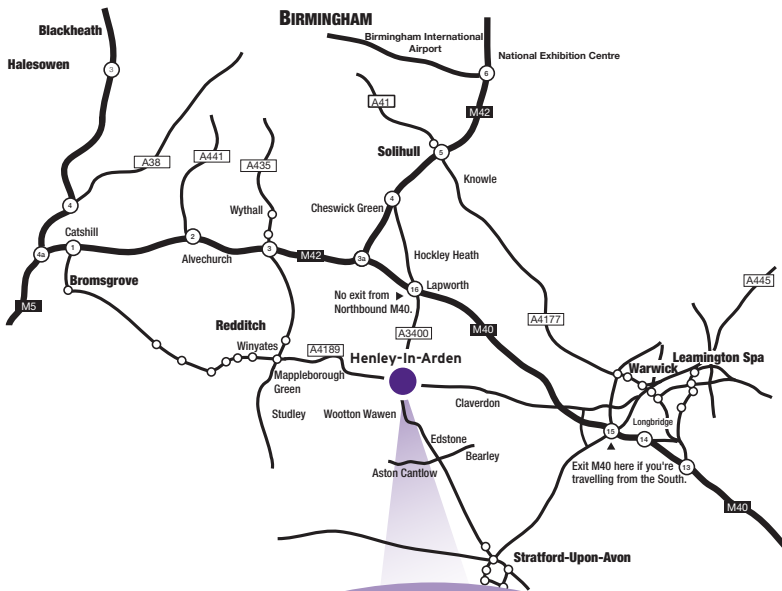 BIRMINGHAM
Blackheath
Birmingham International
Airport
National Exhibition Centre
Halesowen
3
6
A41
M42
A38
A441
A435
Solihull
5
Knowle
4
Wythall
Cheswick Green
4
Catshill
1
2
3
M42
3a
4a
Alvechurch
Hockley Heath
A445
Bromsgrove
No exit from
Northbound M40.
16
Lapworth
M5
Redditch
A3400
M40
A4177
Winyates
A4189
Henley-In-Arden
Warwick
Leamington Spa
Mappleborough
Green
Claverdon
Studley
Wootton Wawen
Longbridge
15
14
Edstone
Bearley
Aston Cantlow
13
Exit M40 here if you're
travelling from the South.
M40
Stratford-Upon-Avon